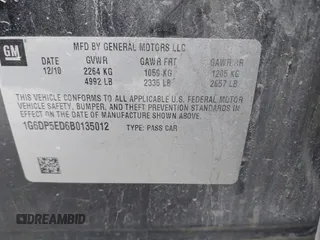 GM
MFD BY GENERAL MOTORS LLC
DATE GVWR GAWR FRT GAWR RR
12/10 2264 KG 1059 KG 1205 KG
4992 LB 2335 LB 2657 LB
THIS VEHICLE CONFORMS TO ALL APPLICABLE U.S. FEDERAL MOTOR
VEHICLE SAFETY, BUMPER, AND THEFT PREVENTION STANDARDS IN
EFFECT ON THE DATE OF MANUFACTURE SHOWN ABOVE.
1G6DP5ED6B0135012 TYPE: PASS CAR
DREAMBID